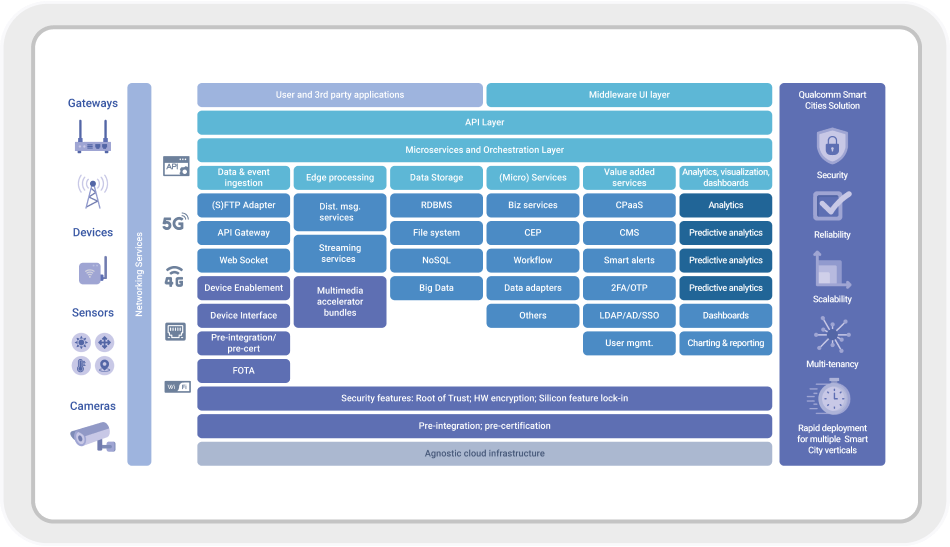 Gateways
Devices
Sensors
Cameras
Networking Services
API
5G
4G
Wi Fi
User and 3rd party applications
Middleware UI layer
API Layer
Microservices and Orchestration Layer
Data & event
ingestion
(S)FTP Adapter
API Gateway
Web Socket
Device Enablement
Device Interface
Pre-integration/
pre-cert
FOTA
Edge processing
Dist. msg.
services
Streaming
services
Multimedia
accelerator
bundles
Data Storage
RDBMS
File system
NoSQL
Big Data
(Micro) Services
Biz services
CEP
Workflow
Data adapters
Others
Value added
services
CPaaS
CMS
Smart alerts
2FA/OTP
LDAP/AD/SSO
User mgmt.
Analytics, visualization,
dashboards
Analytics
Predictive analytics
Predictive analytics
Predictive analytics
Dashboards
Charting & reporting
Security features: Root of Trust; HW encryption; Silicon feature lock-in
Pre-integration; pre-certification
Agnostic cloud infrastructure
Qualcomm Smart
Cities Solution
Security
Reliability
Scalability
Multi-tenancy
Rapid deployment
for multiple Smart
City verticals